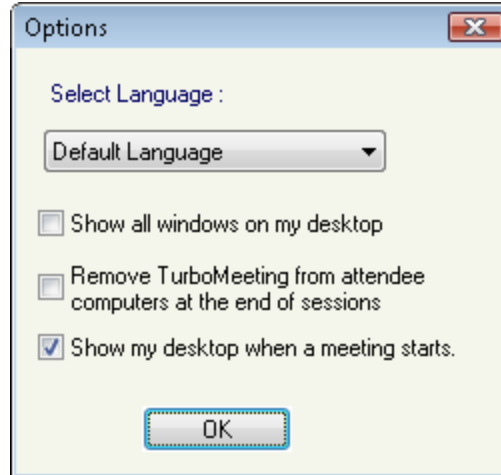 Options
Select Language :
Default Language
Show all windows on my desktop
Remove TurboMeeting from attendee
computers at the end of sessions
Show my desktop when a meeting starts.
OK